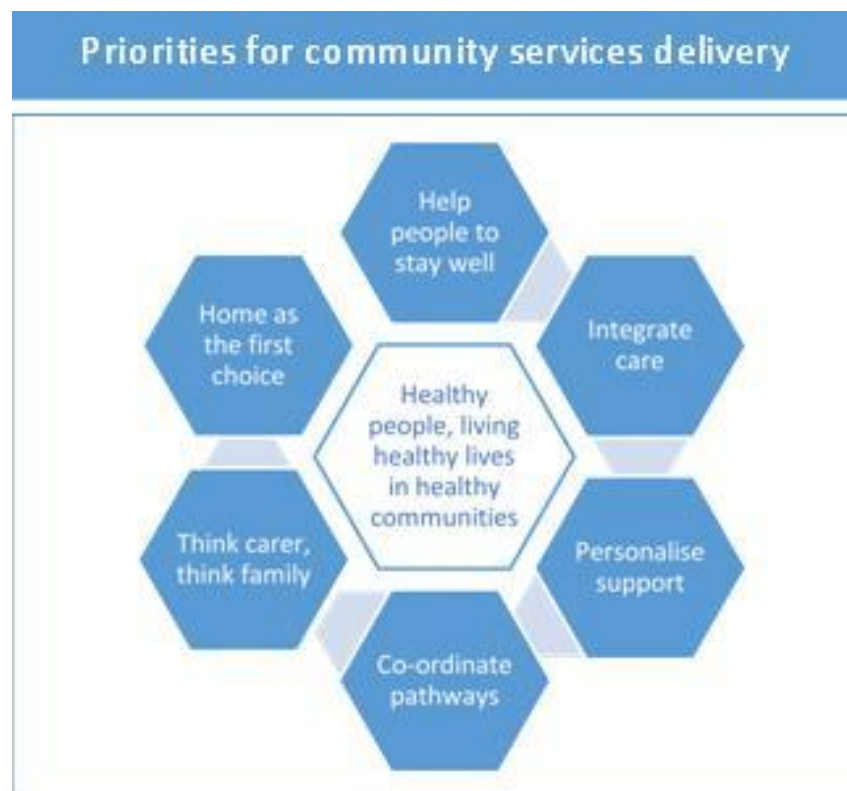 Priorities for community services delivery
Help
people to
stay well
Integrate
care
Personalise
support
Co-ordinate
pathways
Think carer,
think family
Home as
the first
choice
Healthy
people, living
healthy lives
in healthy
communities